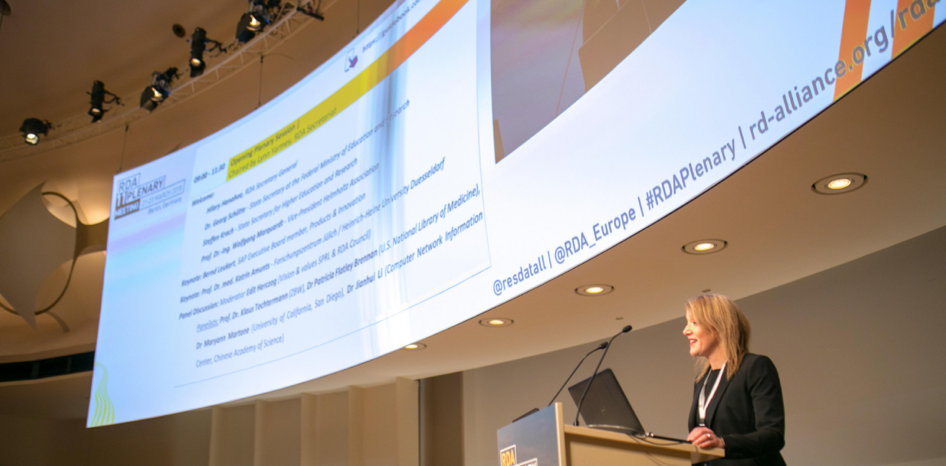 RDA
PLENARY
Berlin, Germany
09:00 - 11:30
Opening Plenary Session |
Chaired by Lynn Yarmey, RDA Secretariat
Welcome:
Hilary Hanahoe, RDA Secretary General
Dr. Georg Schütte - State Secretary at the Federal Ministry of Education and Research
Steffen Krach - State Secretary for Higher Education and Research
Prof. Dr.-Ing. Wolfgang Marquardt - Vice-President Helmholtz Association
Keynote: Bernd Leukert, SAP Executive Board member, Products & Innovation
Keynote: Prof. Dr. med. Katrin Amunts - Forschungszentrum Jülich / Heinrich-Heine University Duesseldorf
Panel Discussion: Moderator Edit Herczog (Vision & values SPRL & RDA Council)
Panelists: Prof. Dr. Klaus Tochtermann (ZBW), Dr Patricia Flatley Brennan (U.S. National Library of Medicine),
Dr Maryann Martone (University of California, San Diego), Dr Jianhui Li (Computer Network Information
Center, Chinese Academy of Science)
@resdatall | @RDA_Europe | #RDAPlenary | rd-alliance.org/rda
RDA